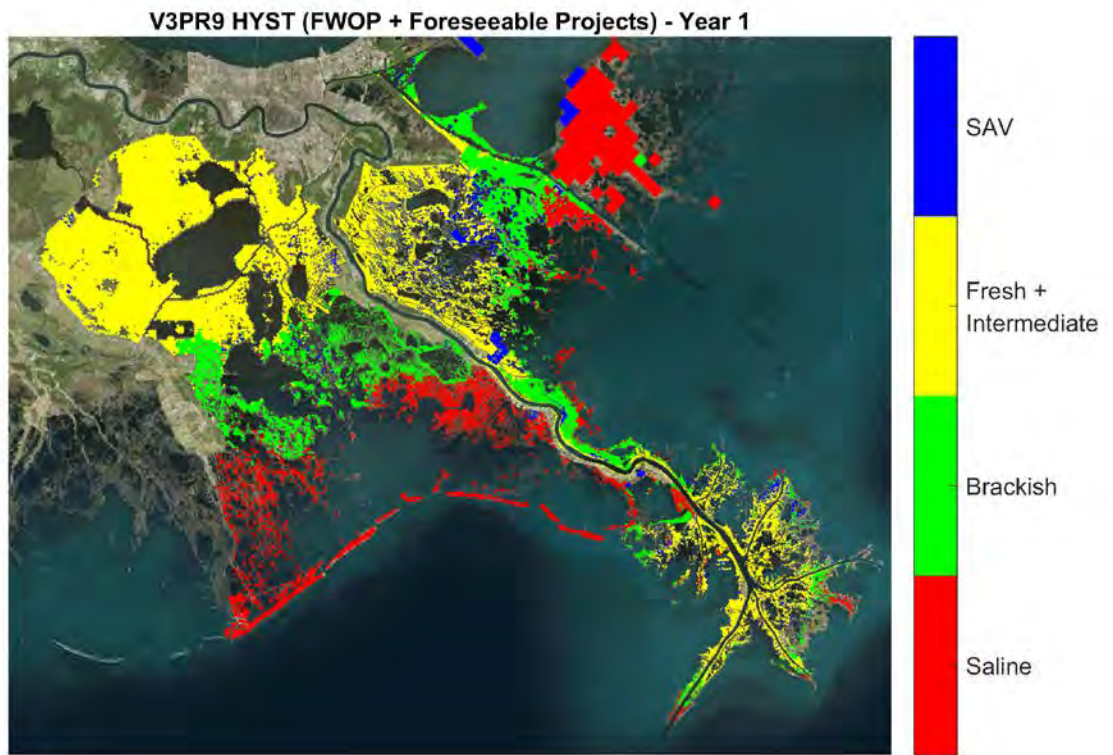 V3PR9 HYST (FWOP + Foreseeable Projects) - Year 1
SAV
Fresh +
Intermediate
Brackish
Saline